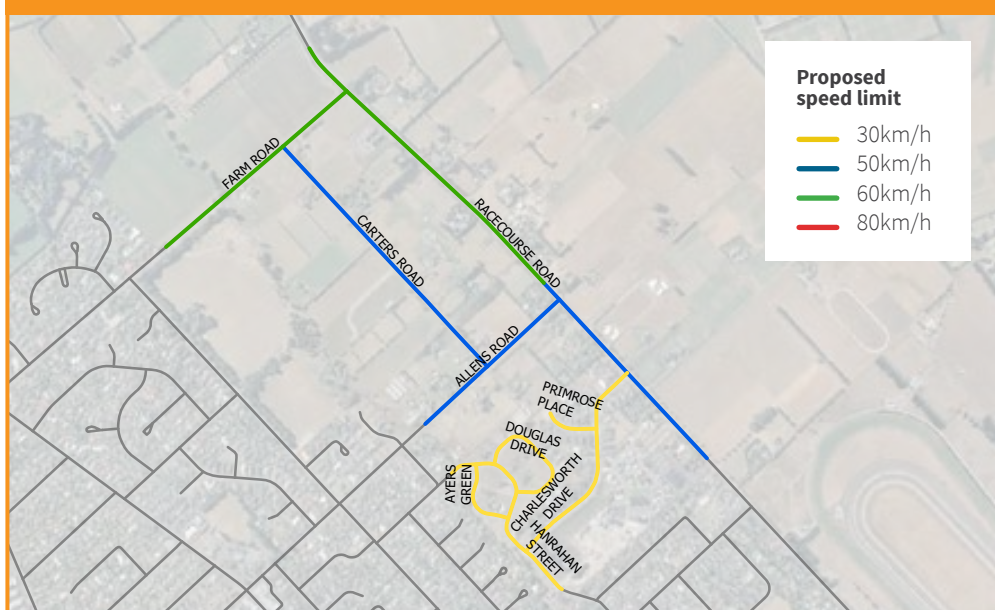 Proposed
speed limit
30km/h
50km/h
60km/h
80km/h
FARM ROAD
CARTERS ROAD
RACECOURSE ROAD
ALLENS ROAD
PRIMROSE
PLACE
DOUGLAS
DRIVE
AYERS
GREEN
CHARLESWORTH
DRIVE
HANRAHAN
STREET